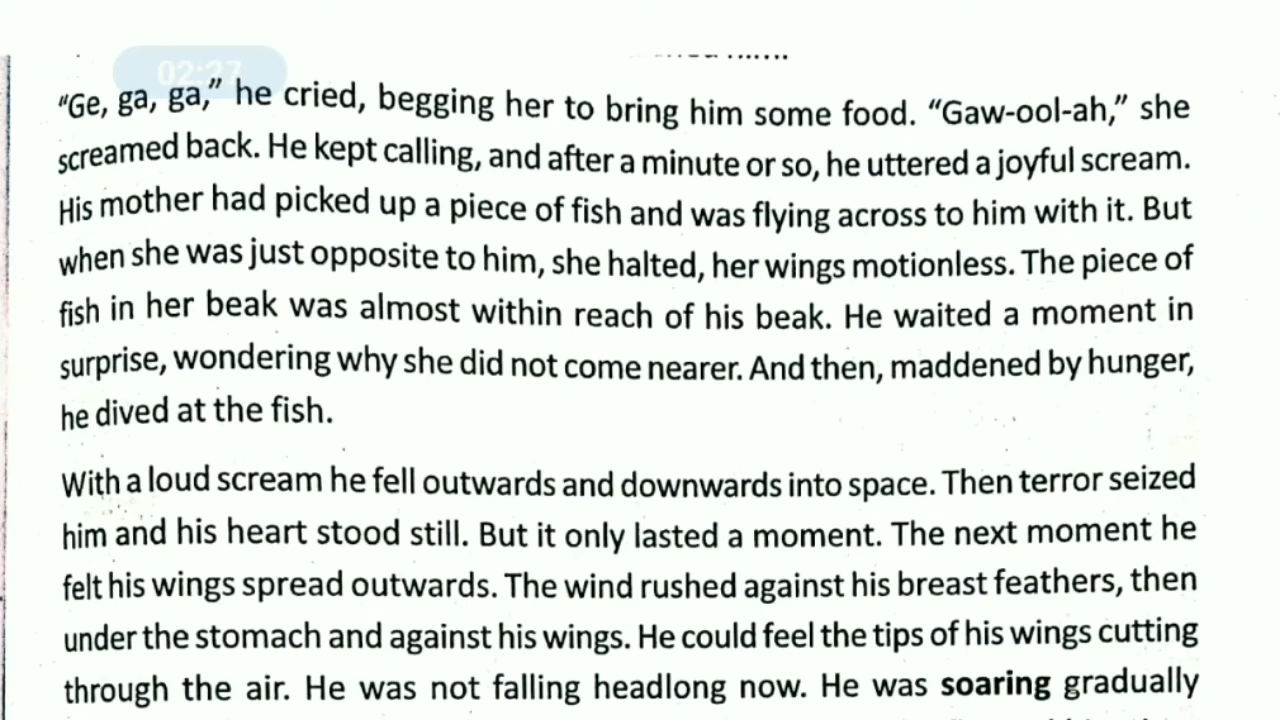 02:27
"Ge, ga, ga," he cried, begging her to bring him some food. "Gaw-ool-ah," she
screamed back. He kept calling, and after a minute or so, he uttered a joyful scream.
His mother had picked up a piece of fish and was flying across to him with it. But
when she was just opposite to him, she halted, her wings motionless. The piece of
fish in her beak was almost within reach of his beak. He waited a moment in
surprise, wondering why she did not come nearer. And then, maddened by hunger,
he dived at the fish.
With a loud scream he fell outwards and downwards into space. Then terror seized
him and his heart stood still. But it only lasted a moment. The next moment he
felt his wings spread outwards. The wind rushed against his breast feathers, then
under the stomach and against his wings. He could feel the tips of his wings cutting
through the air. He was not falling headlong now. He was soaring gradually